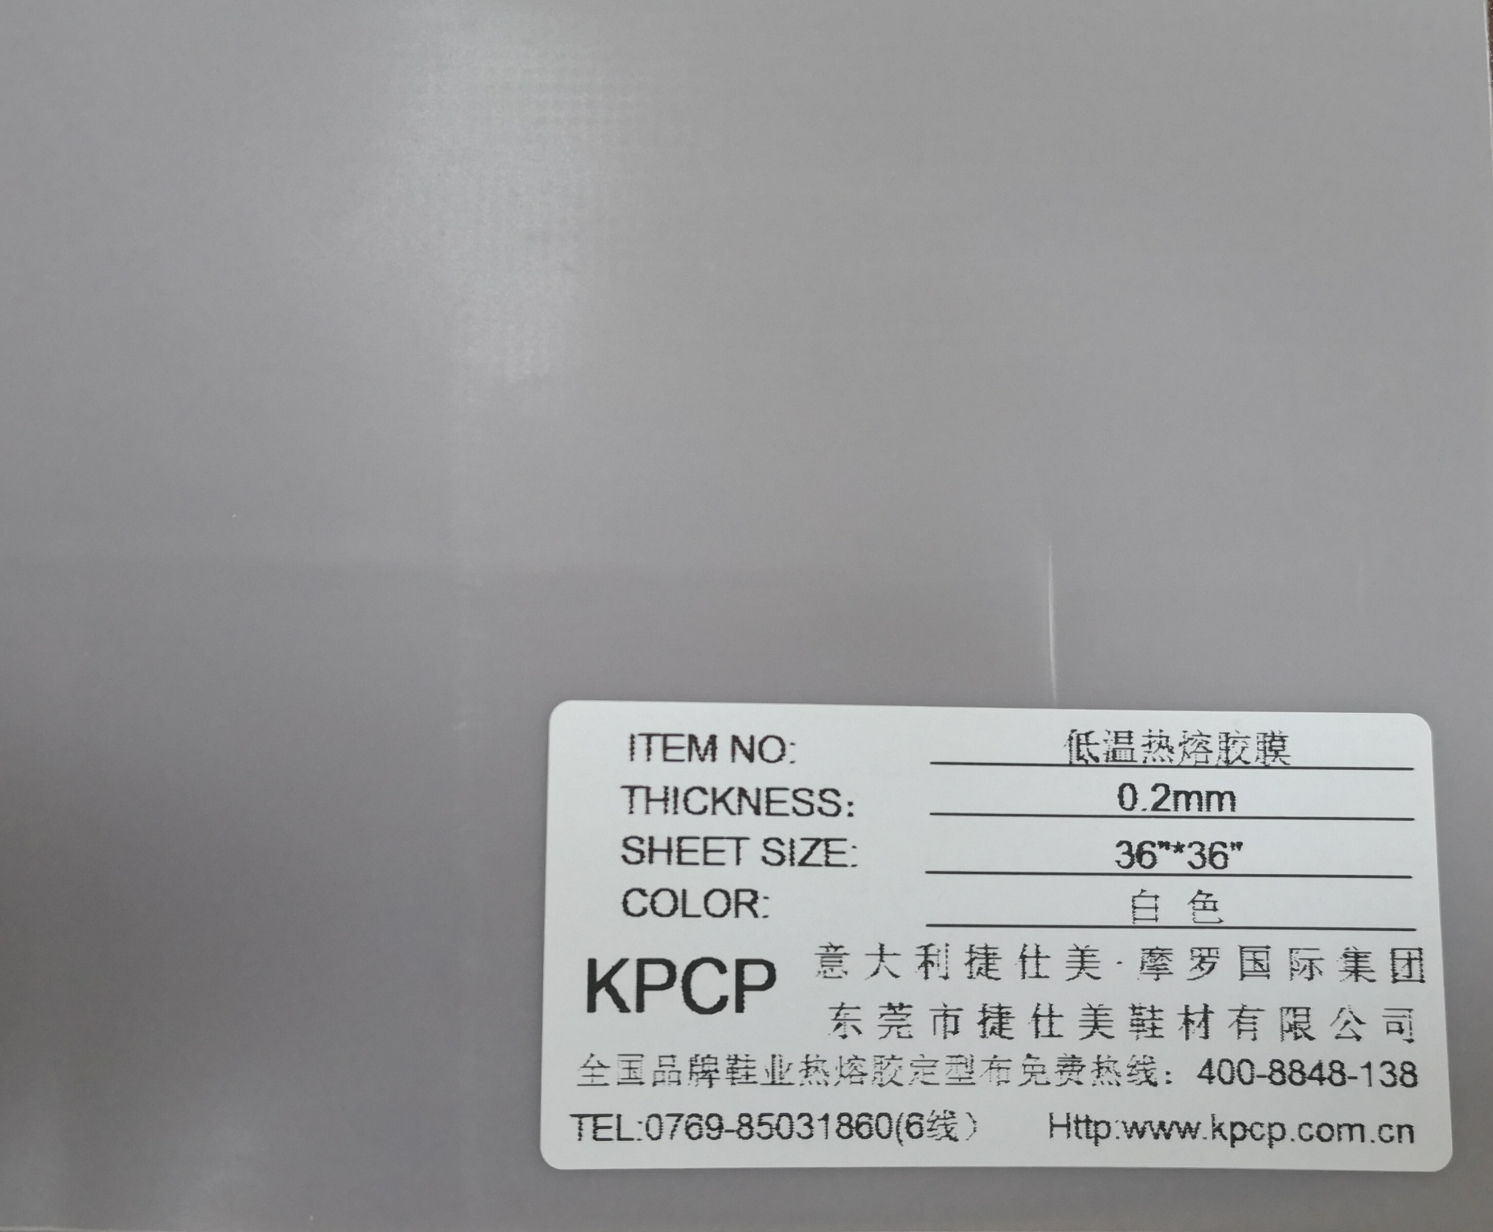 ITEM NO: 低温热熔胶膜
THICKNESS: 0.2mm
SHEET SIZE: 36"*36"
COLOR: 白 色
KPCP 意大利捷仕美·摩罗国际集团
东莞市捷仕美鞋材有限公司
全国品牌鞋业热熔胶定型布免费热线：400-8848-138
TEL:0769-85031860(6线） Http:www.kpcp.com.cn